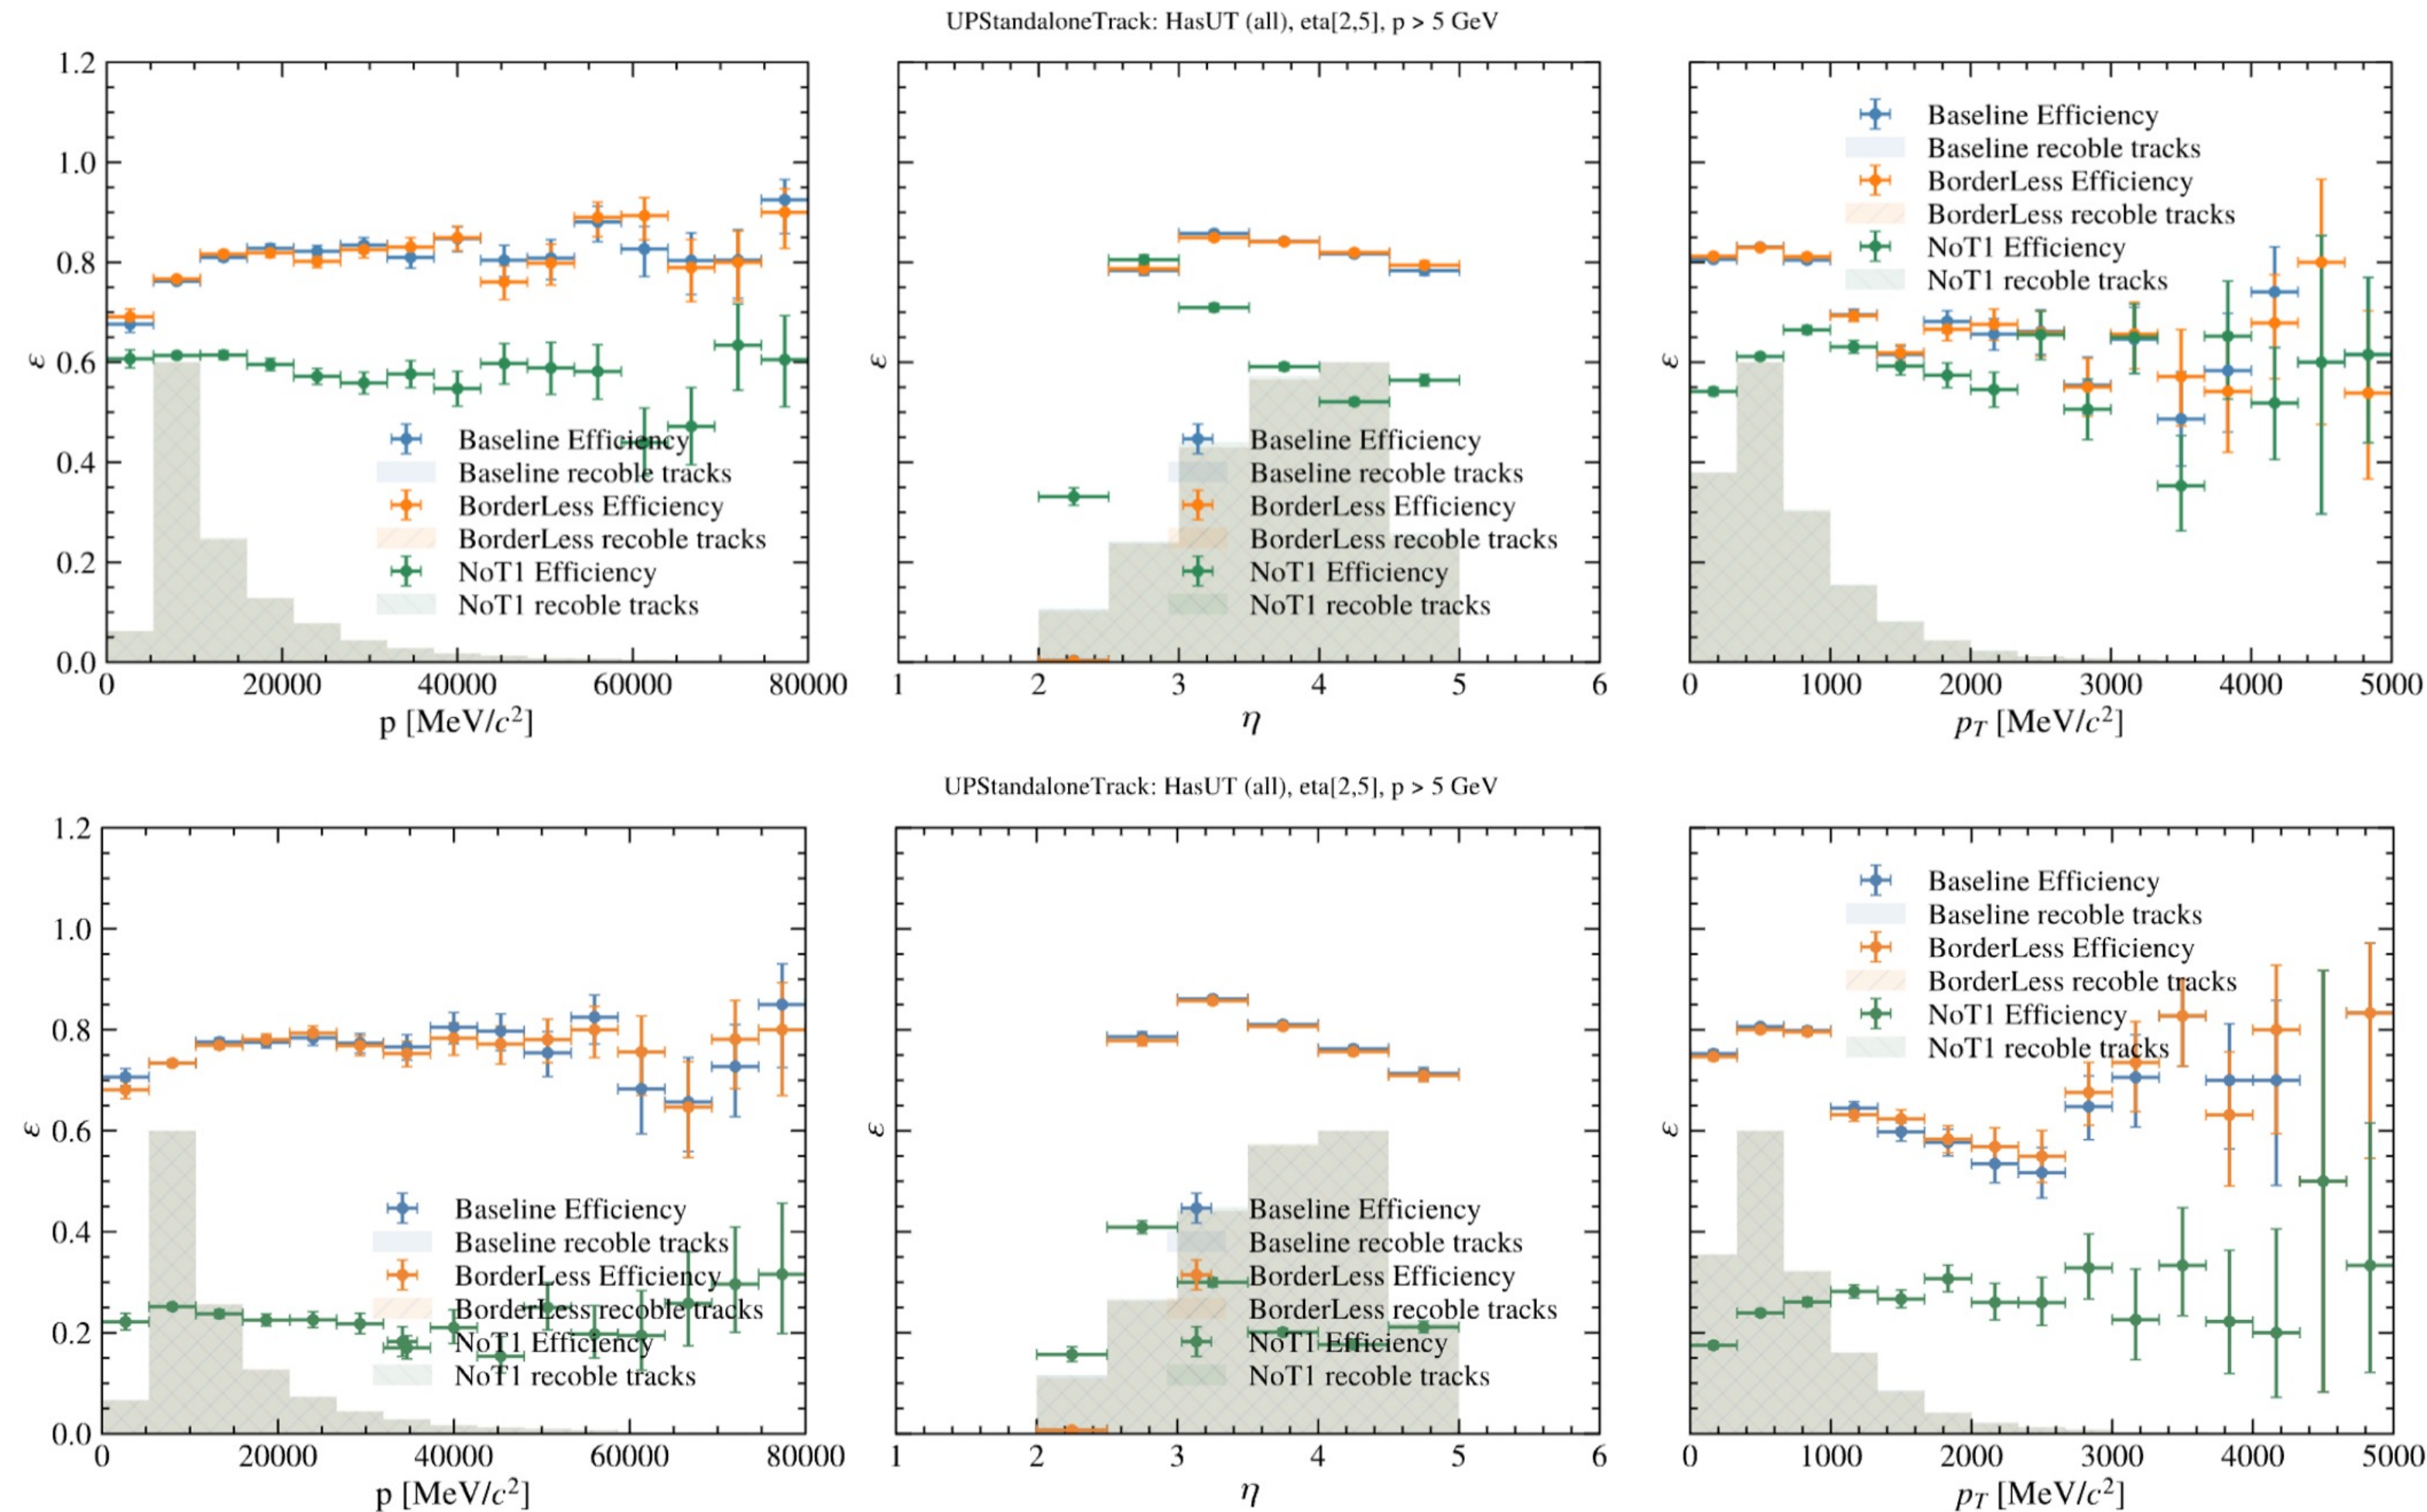 UPStandaloneTrack: HasUT (all), eta[2,5], p > 5 GeV
1.2
1.0
0.8
0.6
0.4
0.2
0.0
ε
Baseline Efficiency
Baseline recoble tracks
BorderLess Efficiency
BorderLess recoble tracks
NoT1 Efficiency
NoT1 recoble tracks
0 20000 40000 60000 80000
p [MeV/c²]
ε
Baseline Efficiency
Baseline recoble tracks
BorderLess Efficiency
BorderLess recoble tracks
NoT1 Efficiency
NoT1 recoble tracks
1 2 3 4 5 6
η
ε
Baseline Efficiency
Baseline recoble tracks
BorderLess Efficiency
BorderLess recoble tracks
NoT1 Efficiency
NoT1 recoble tracks
0 1000 2000 3000 4000 5000
p_T [MeV/c²]
UPStandaloneTrack: HasUT (all), eta[2,5], p > 5 GeV
1.2
1.0
0.8
0.6
0.4
0.2
0.0
ε
Baseline Efficiency
Baseline recoble tracks
BorderLess Efficiency
BorderLess recoble tracks
NoT1 Efficiency
NoT1 recoble tracks
0 20000 40000 60000 80000
p [MeV/c²]
ε
Baseline Efficiency
Baseline recoble tracks
BorderLess Efficiency
BorderLess recoble tracks
NoT1 Efficiency
NoT1 recoble tracks
1 2 3 4 5 6
η
ε
Baseline Efficiency
Baseline recoble tracks
BorderLess Efficiency
BorderLess recoble tracks
NoT1 Efficiency
NoT1 recoble tracks
0 1000 2000 3000 4000 5000
p_T [MeV/c²]